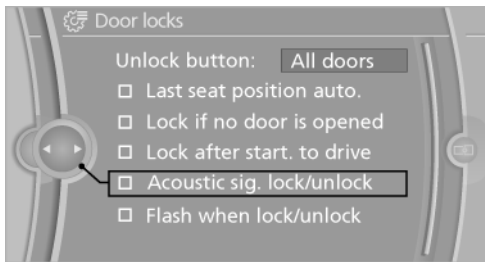 Door locks
Unlock button: All doors
Last seat position auto.
Lock if no door is opened
Lock after start. to drive
Acoustic sig. lock/unlock
Flash when lock/unlock